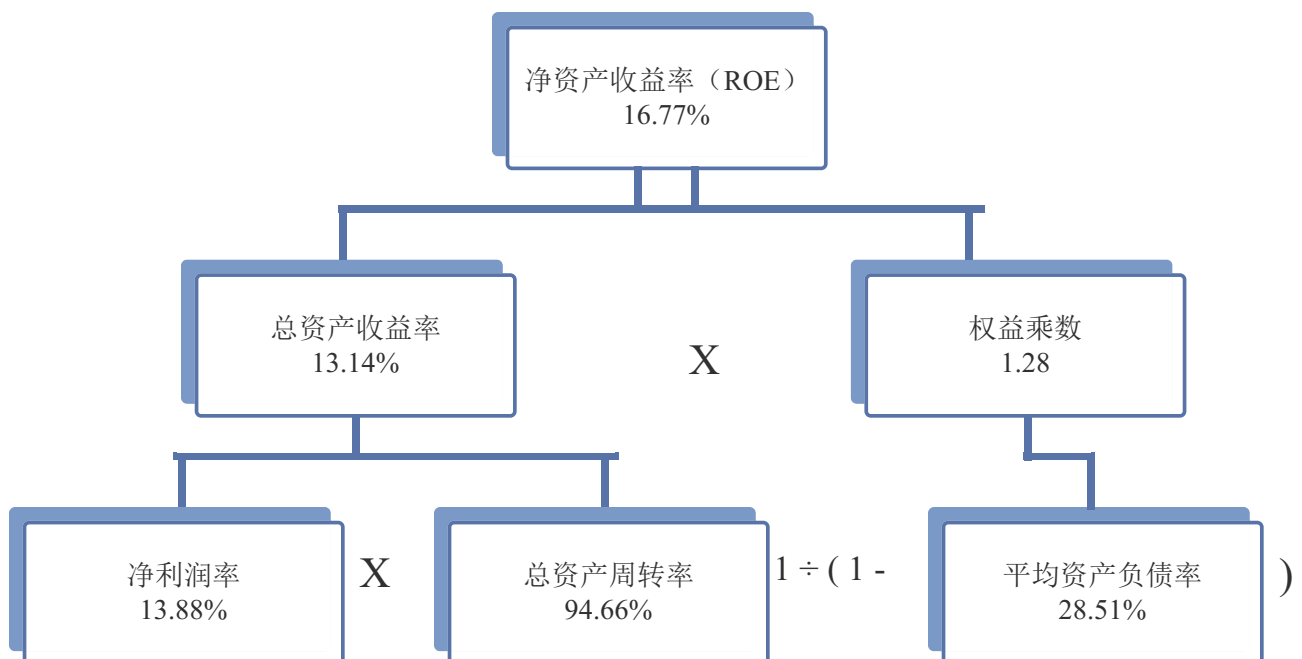 净资产收益率（ROE）
16.77%
总资产收益率
13.14%
X
权益乘数
1.28
净利润率
13.88%
X
总资产周转率
94.66%
1 ÷ ( 1 -
平均资产负债率
28.51%
)